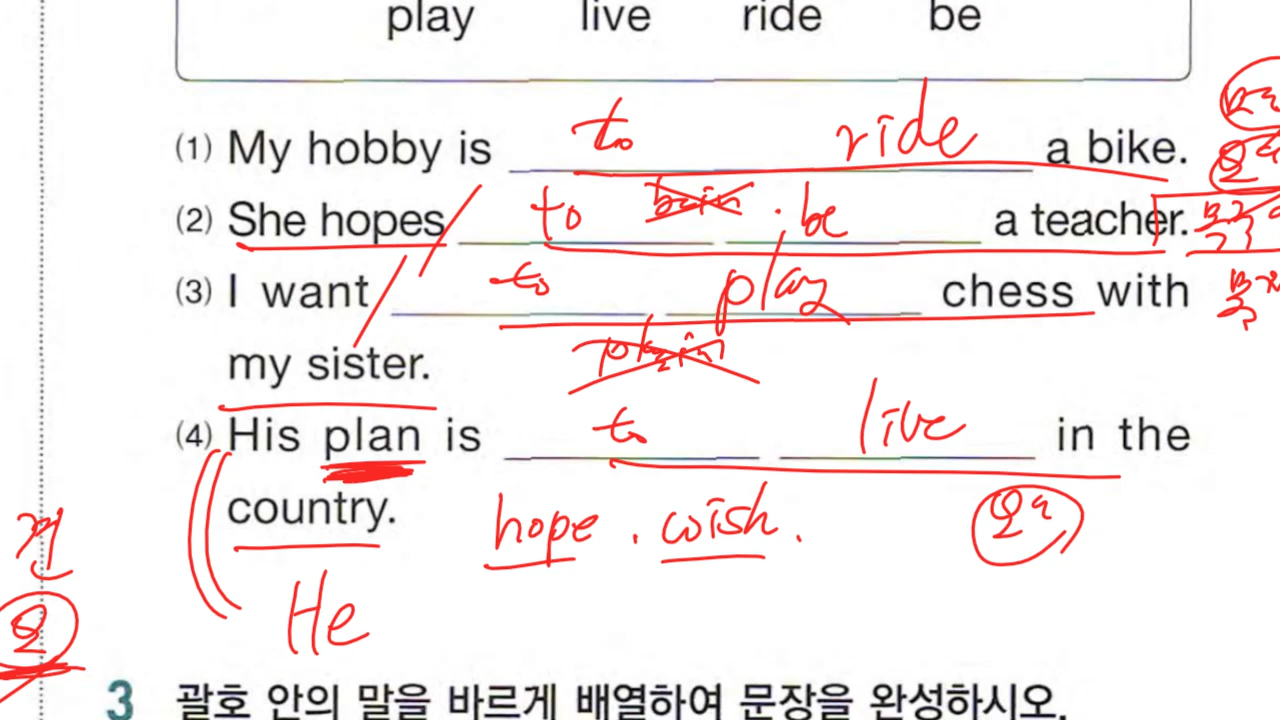 play live ride be
(1) My hobby is to ride a bike.
(2) She hopes to be a teacher.
(3) I want to play chess with
my sister.
(4) His plan is to live in the
country.
hope . wish.
He
3 괄호 안의 말을 바르게 배열하여 문장을 완성하시오.